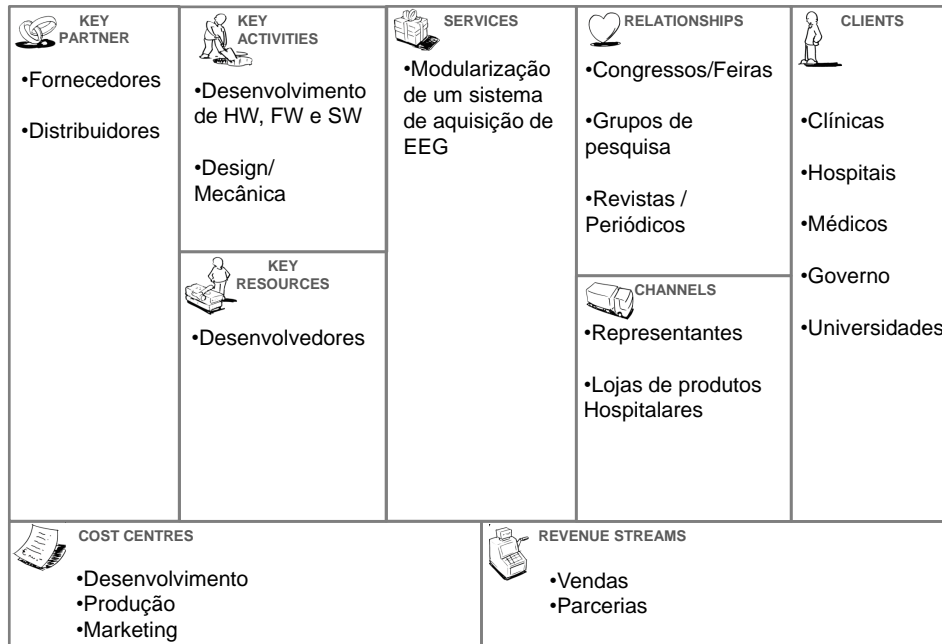 KEY
PARTNER
•Fornecedores
•Distribuidores
KEY
ACTIVITIES
•Desenvolvimento
de HW, FW e SW
•Design/
Mecânica
KEY
RESOURCES
•Desenvolvedores
SERVICES
•Modularização
de um sistema
de aquisição de
EEG
RELATIONSHIPS
•Congressos/Feiras
•Grupos de
pesquisa
•Revistas /
Periódicos
CHANNELS
•Representantes
•Lojas de produtos
Hospitalares
CLIENTS
•Clínicas
•Hospitais
•Médicos
•Governo
•Universidades
COST CENTRES
•Desenvolvimento
•Produção
•Marketing
REVENUE STREAMS
•Vendas
•Parcerias